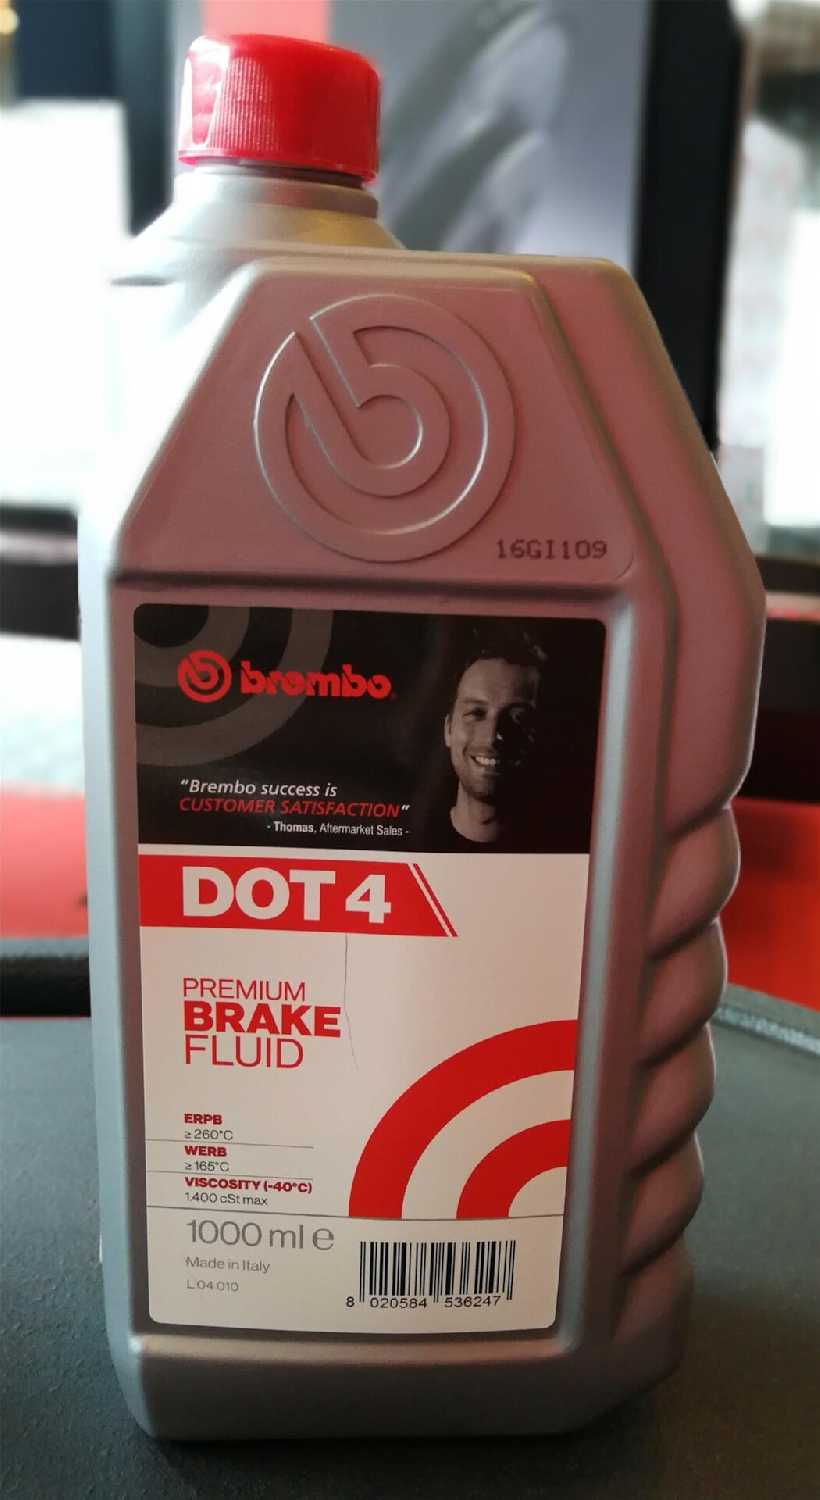 16GI109
brembo
“Brembo success is
CUSTOMER SATISFACTION”
- Thomas, Aftermarket Sales -
DOT 4
PREMIUM
BRAKE
FLUID
ERPB
≥ 260°C
WERB
≥ 165°C
VISCOSITY (-40°C)
1.400 cSt max
1000 ml ℮
Made in Italy
L 04 010
8 020584 536247